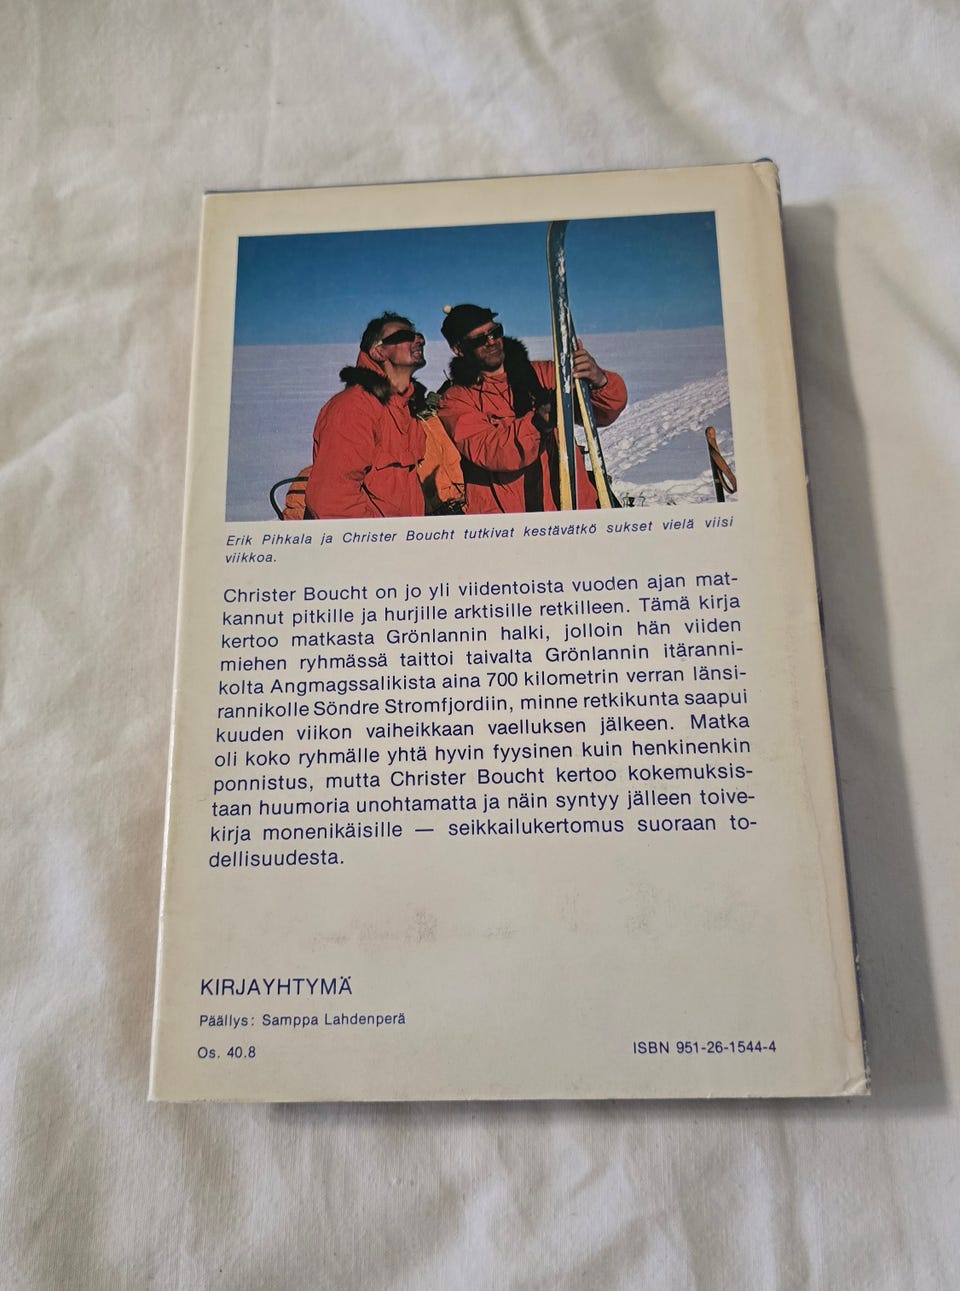 Erik Pihkala ja Christer Boucht tutkivat kestävätkö sukset vielä viisi
viikkoa.
Christer Boucht on jo yli viidentoista vuoden ajan mat-
kannut pitkille ja hurjille arktisille retkilleen. Tämä kirja
kertoo matkasta Grönlannin halki, jolloin hän viiden
miehen ryhmässä taittoi taivalta Grönlannin itäranni-
kolta Angmagssalikista aina 700 kilometrin verran länsi-
rannikolle Söndre Stromfjordiin, minne retkikunta saapui
kuuden viikon vaiheikkaan vaelluksen jälkeen. Matka
oli koko ryhmälle yhtä hyvin fyysinen kuin henkinenkin
ponnistus, mutta Christer Boucht kertoo kokemuksis-
taan huumoria unohtamatta ja näin syntyy jälleen toive-
kirja monenikäisille — seikkailukertomus suoraan to-
dellisuudesta.
KIRJAYHTYMÄ
Päällys: Samppa Lahdenperä
Os. 40.8
ISBN 951-26-1544-4